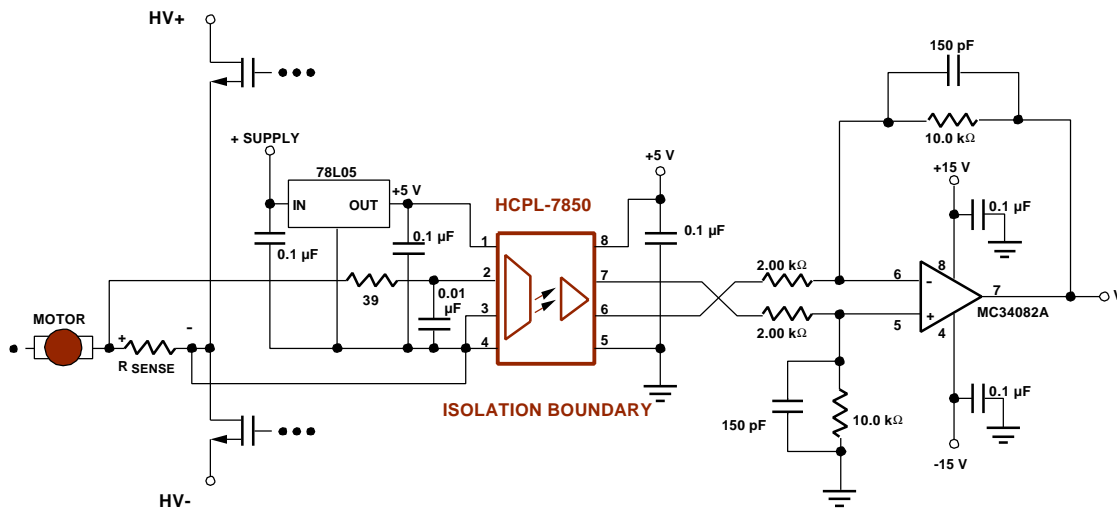 HV+
150 pF
10.0 kΩ
+ SUPPLY
78L05
+5 V
IN
OUT
+5 V
+15 V
HCPL-7850
0.1 µF
0.1 µF
0.1 µF
0.1 µF
1
8
2
7
3
6
4
5
39
0.01
µF
2.00 kΩ
2.00 kΩ
6
8
-
7
V
+
5
4
MC34082A
MOTOR
+
-
R SENSE
ISOLATION BOUNDARY
150 pF
10.0 kΩ
0.1 µF
-15 V
HV-